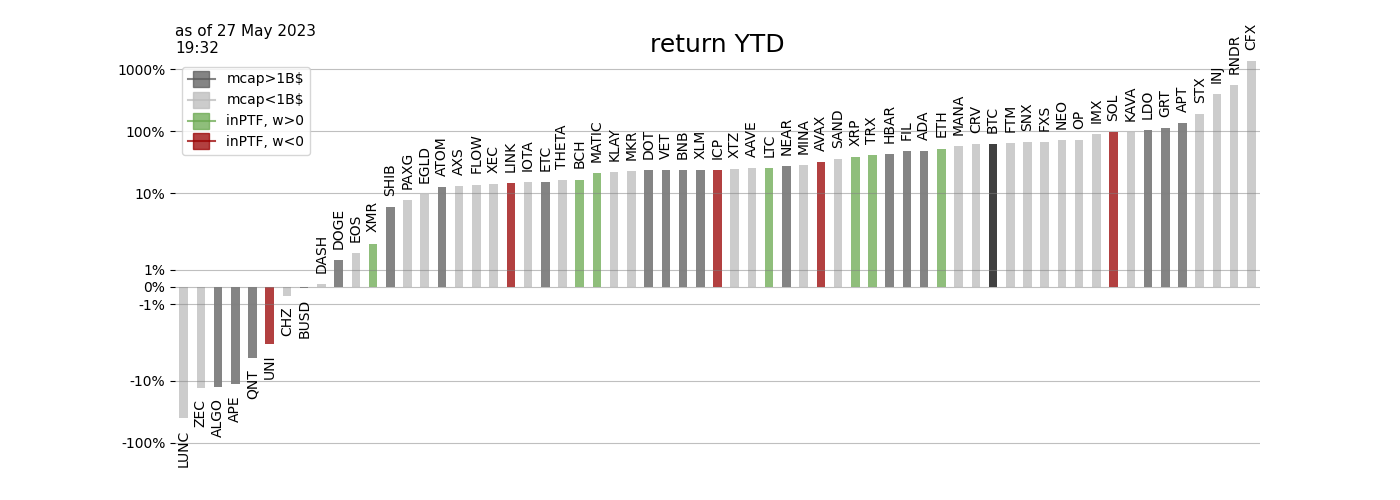 as of 27 May 2023
19:32
return YTD
1000%
100%
10%
1%
0%
-1%
-10%
-100%
mcap>1B$
mcap<1B$
inPTF, w>0
inPTF, w<0
LUNC
ZEC
ALGO
APE
QNT
UNI
CHZ
BUSD
DASH
DOGE
EOS
XMR
SHIB
PAXG
EGLD
ATOM
AXS
FLOW
XEC
LINK
IOTA
ETC
THETA
BCH
MATIC
KLAY
MKR
DOT
VET
BNB
XLM
ICP
XTZ
AAVE
LTC
NEAR
MINA
AVAX
SAND
XRP
TRX
HBAR
FIL
ADA
ETH
MANA
CRV
BTC
FTM
SNX
FXS
NEO
OP
IMX
SOL
KAVA
LDO
GRT
APT
STX
INJ
RNDR
CFX